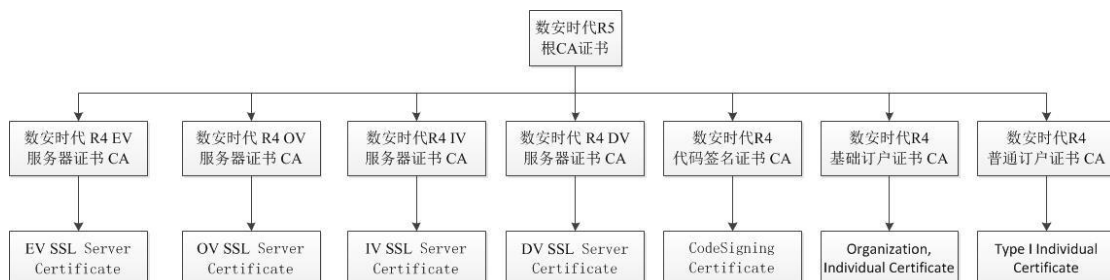 数安时代R5
根CA证书
数安时代 R4 EV
服务器证书 CA
数安时代 R4 OV
服务器证书 CA
数安时代R4 IV
服务器证书 CA
数安时代 R4 DV
服务器证书 CA
数安时代R4
代码签名证书 CA
数安时代R4
基础订户证书 CA
数安时代R4
普通订户证书 CA
EV SSL Server
Certificate
OV SSL Server
Certificate
IV SSL Server
Certificate
DV SSL Server
Certificate
CodeSigning
Certificate
Organization,
Individual Certificate
Type I Individual
Certificate